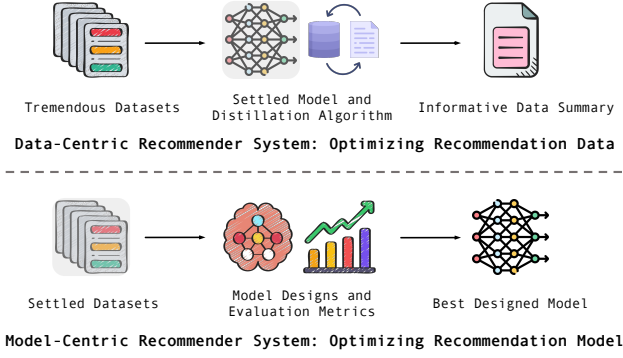 Tremendous Datasets
Settled Model and
Distillation Algorithm
Informative Data Summary
Data-Centric Recommender System: Optimizing Recommendation Data
Settled Datasets
Model Designs and
Evaluation Metrics
Best Designed Model
Model-Centric Recommender System: Optimizing Recommendation Model